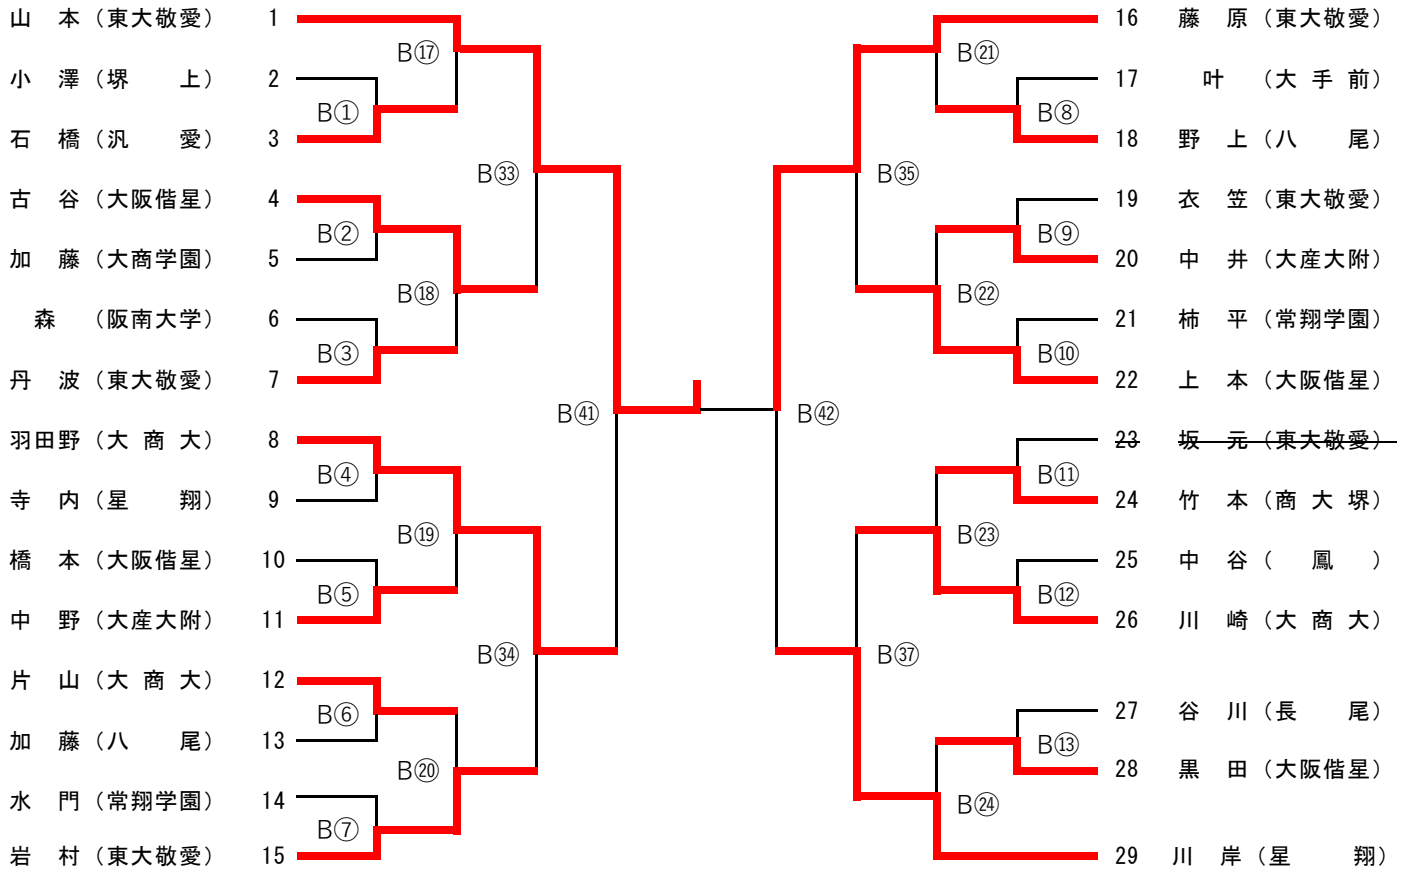 山 本（東大敬愛） 1
B⑰
小 澤（堺 上） 2
B①
石 橋（汎 愛） 3
B㉝
古 谷（大阪偕星） 4
B②
加 藤（大商学園） 5
B⑱
森 （阪南大学） 6
B③
丹 波（東大敬愛） 7
B㊶
羽田野（大 商 大） 8
B④
寺 内（星 翔） 9
B⑲
橋 本（大阪偕星） 10
B⑤
中 野（大産大附） 11
B㉞
片 山（大 商 大） 12
B⑥
加 藤（八 尾） 13
B⑳
水 門（常翔学園） 14
B⑦
岩 村（東大敬愛） 15
16 藤 原（東大敬愛）
B㉑
17 叶 （大 手 前）
B⑧
18 野 上（八 尾）
B㉟
19 衣 笠（東大敬愛）
B⑨
20 中 井（大産大附）
B㉒
21 柿 平（常翔学園）
B⑩
22 上 本（大阪偕星）
B㊷
23 坂 元（東大敬愛）
B⑪
24 竹 本（商 大 堺）
B㉓
25 中 谷（ 鳳 ）
B⑫
26 川 崎（大 商 大）
B㊲
27 谷 川（長 尾）
B⑬
28 黒 田（大阪偕星）
B㉔
29 川 岸（星 翔）